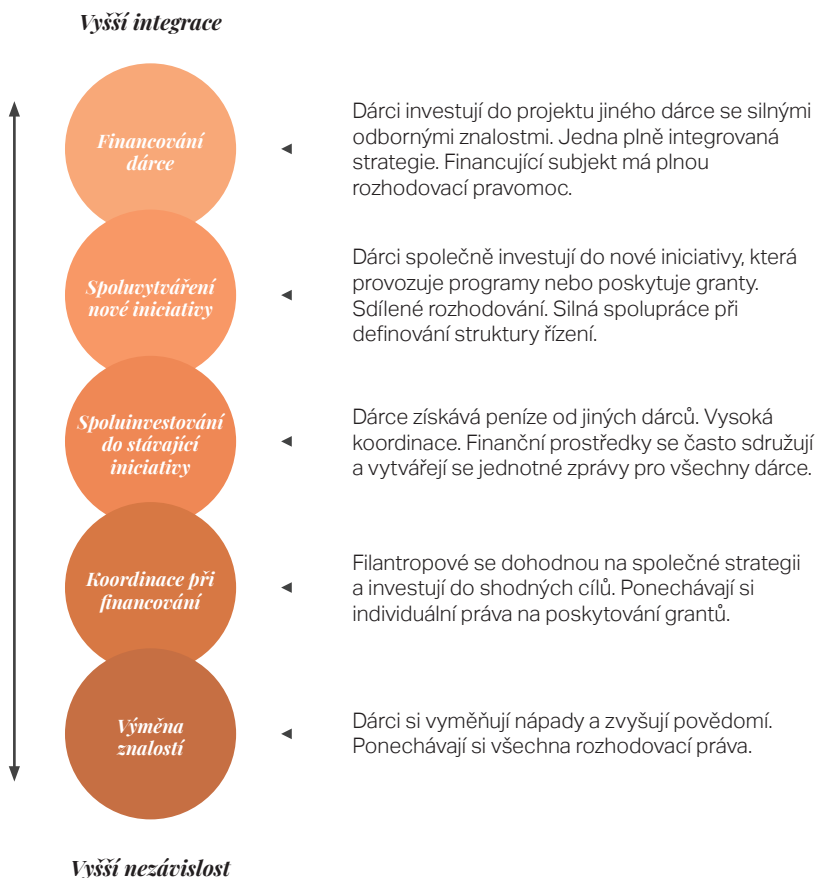 Vyšší integrace
Financování
dárce
Dárci investují do projektu jiného dárce se silnými
odbornými znalostmi. Jedna plně integrovaná
strategie. Financující subjekt má plnou
rozhodovací pravomoc.
Spoluvytváření
nové iniciativy
Dárci společně investují do nové iniciativy, která
provozuje programy nebo poskytuje granty.
Sdílené rozhodování. Silná spolupráce při
definování struktury řízení.
Spoluinvestování
do stávající
iniciativy
Dárce získává peníze od jiných dárců. Vysoká
koordinace. Finanční prostředky se často sdružují
a vytvářejí se jednotné zprávy pro všechny dárce.
Koordinace při
financování
Filantropové se dohodnou na společné strategii
a investují do shodných cílů. Ponechávají si
individuální práva na poskytování grantů.
Výměna
znalostí
Dárci si vyměňují nápady a zvyšují povědomí.
Ponechávají si všechna rozhodovací práva.
Vyšší nezávislost